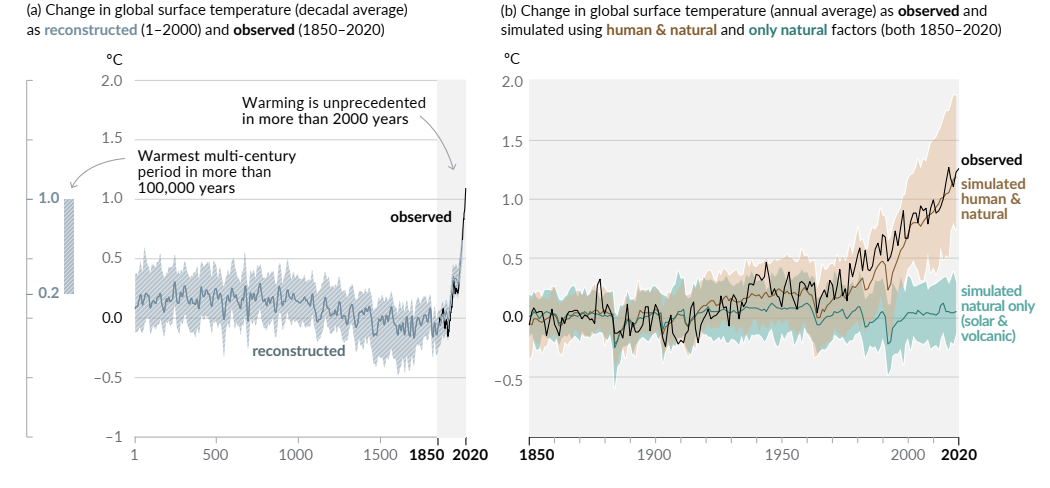 (a) Change in global surface temperature (decadal average)
as reconstructed (1–2000) and observed (1850–2020)
°C
2.0
1.5
1.0
0.5
0.0
−0.5
−1
1.0
0.2
Warming is unprecedented
in more than 2000 years
Warmest multi-century
period in more than
100,000 years
observed
reconstructed
1
500
1000
1500
1850
2020
(b) Change in global surface temperature (annual average) as observed and
simulated using human & natural and only natural factors (both 1850–2020)
°C
2.0
1.5
1.0
0.5
0.0
−0.5
observed
simulated
human &
natural
simulated
natural only
(solar &
volcanic)
1850
1900
1950
2000
2020